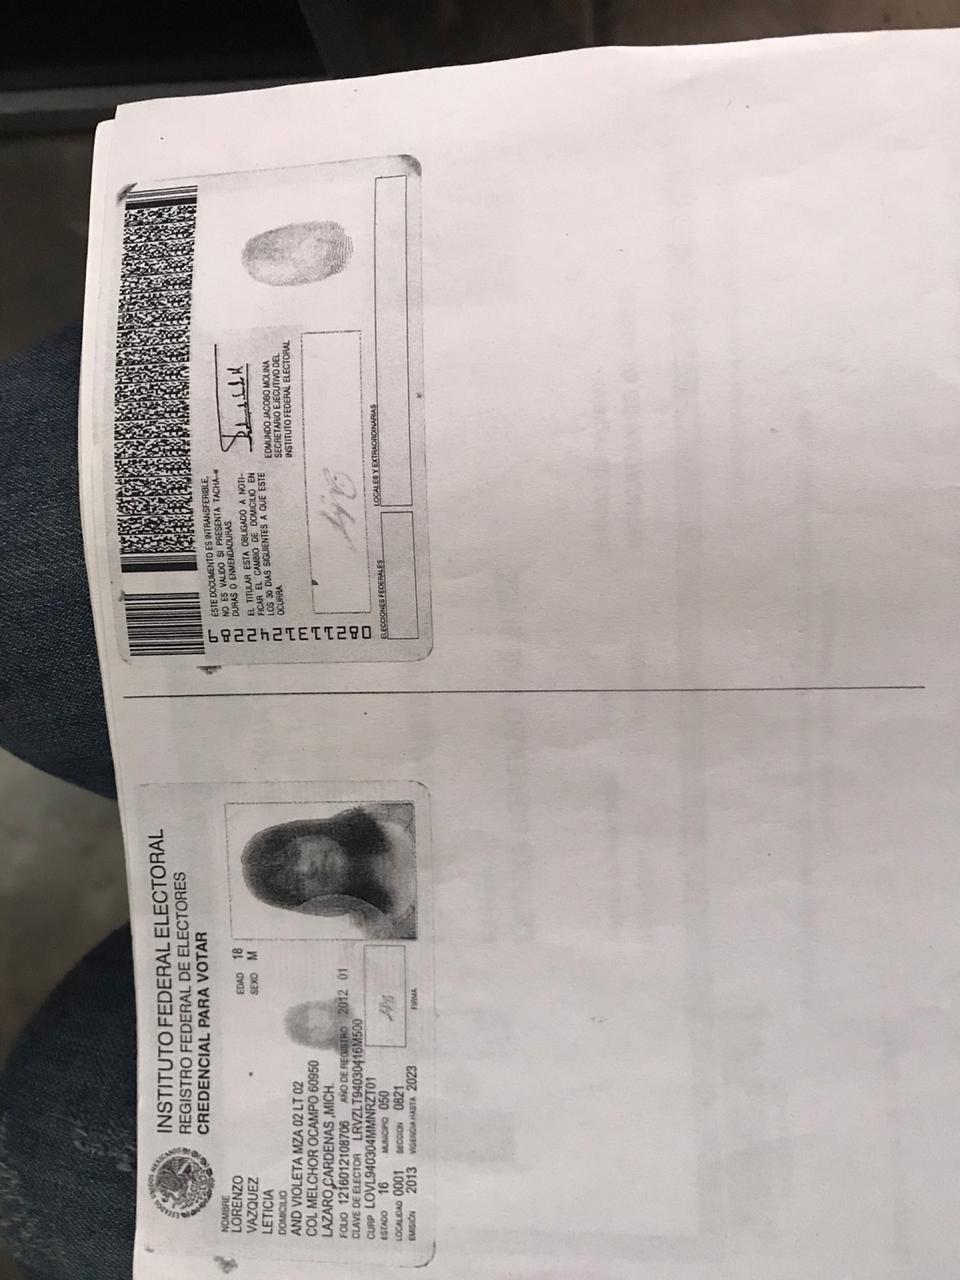 INSTITUTO FEDERAL ELECTORAL
REGISTRO FEDERAL DE ELECTORES
CREDENCIAL PARA VOTAR
ESTADOS UNIDOS MEXICANOS
NOMBRE
LORENZO
VAZQUEZ
LETICIA
EDAD 18
SEXO M
DOMICILIO
AND VIOLETA MZA 02 LT 02
COL MELCHOR OCAMPO 60950
LAZARO CARDENAS ,MICH.
FOLIO 1216012108706 AÑO DE REGISTRO 2012 01
CLAVE DE ELECTOR LRVZLT94030416M500
CURP LOVL940304MMNRZT01
ESTADO 16 MUNICIPIO 050
LOCALIDAD 0001 SECCION 0821
EMISIÓN 2013 VIGENCIA HASTA 2023
FIRMA
ESTE DOCUMENTO ES INTRANSFERIBLE,
NO ES VALIDO SI PRESENTA TACHA-
DURAS O ENMENDADURAS.
EL TITULAR ESTA OBLIGADO A NOTI-
FICAR EL CAMBIO DE DOMICILIO EN
LOS 30 DIAS SIGUIENTES A QUE ESTE
OCURRA.
EDMUNDO JACOBO MOLINA
SECRETARIO EJECUTIVO DEL
INSTITUTO FEDERAL ELECTORAL
ELECCIONES FEDERALES
LOCALES Y EXTRAORDINARIAS